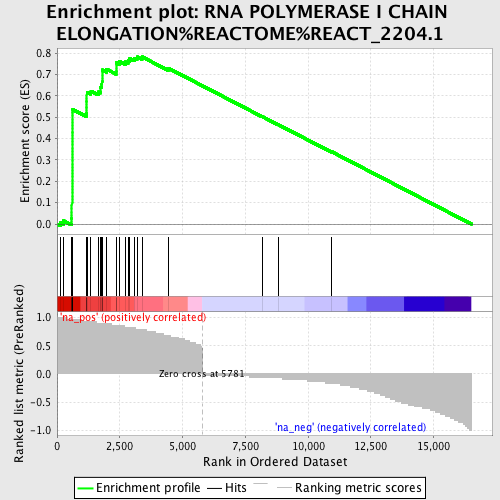 Enrichment plot: RNA POLYMERASE I CHAIN
ELONGATION%REACTOME%REACT_2204.1
Enrichment score (ES)
0.8
0.7
0.6
0.5
0.4
0.3
0.2
0.1
0.0
Ranked list metric (PreRanked)
1.0
0.5
0.0
-0.5
-1.0
'na_pos' (positively correlated)
Zero cross at 5781
'na_neg' (negatively correlated)
0 2,500 5,000 7,500 10,000 12,500 15,000
Rank in Ordered Dataset
Enrichment profile Hits Ranking metric scores